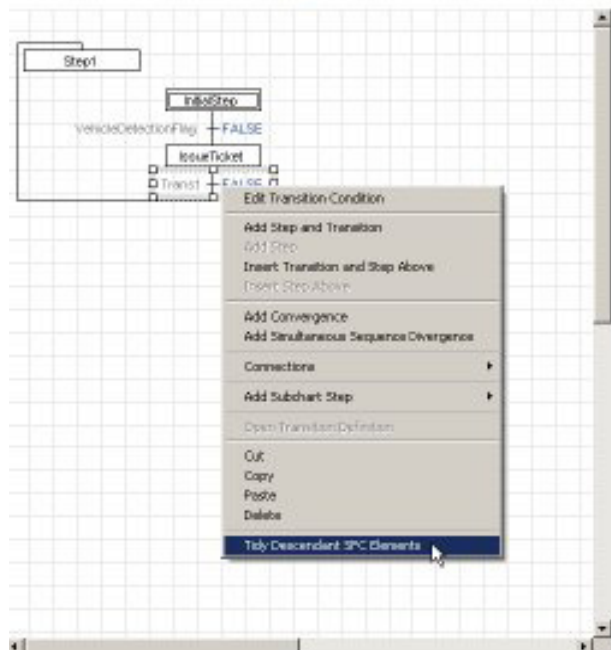 Step1
InitialStep
VehicleDetectionFlag FALSE
IssueTicket
Trans1 FALSE
Edit Transition Condition
Add Step and Transition
Add Step
Insert Transition and Step Above
Insert Step Above
Add Convergence
Add Simultaneous Sequence Divergence
Connections
Add Subchart Step
Open Transition Definition
Cut
Copy
Paste
Delete
Tidy Descendant SFC Elements